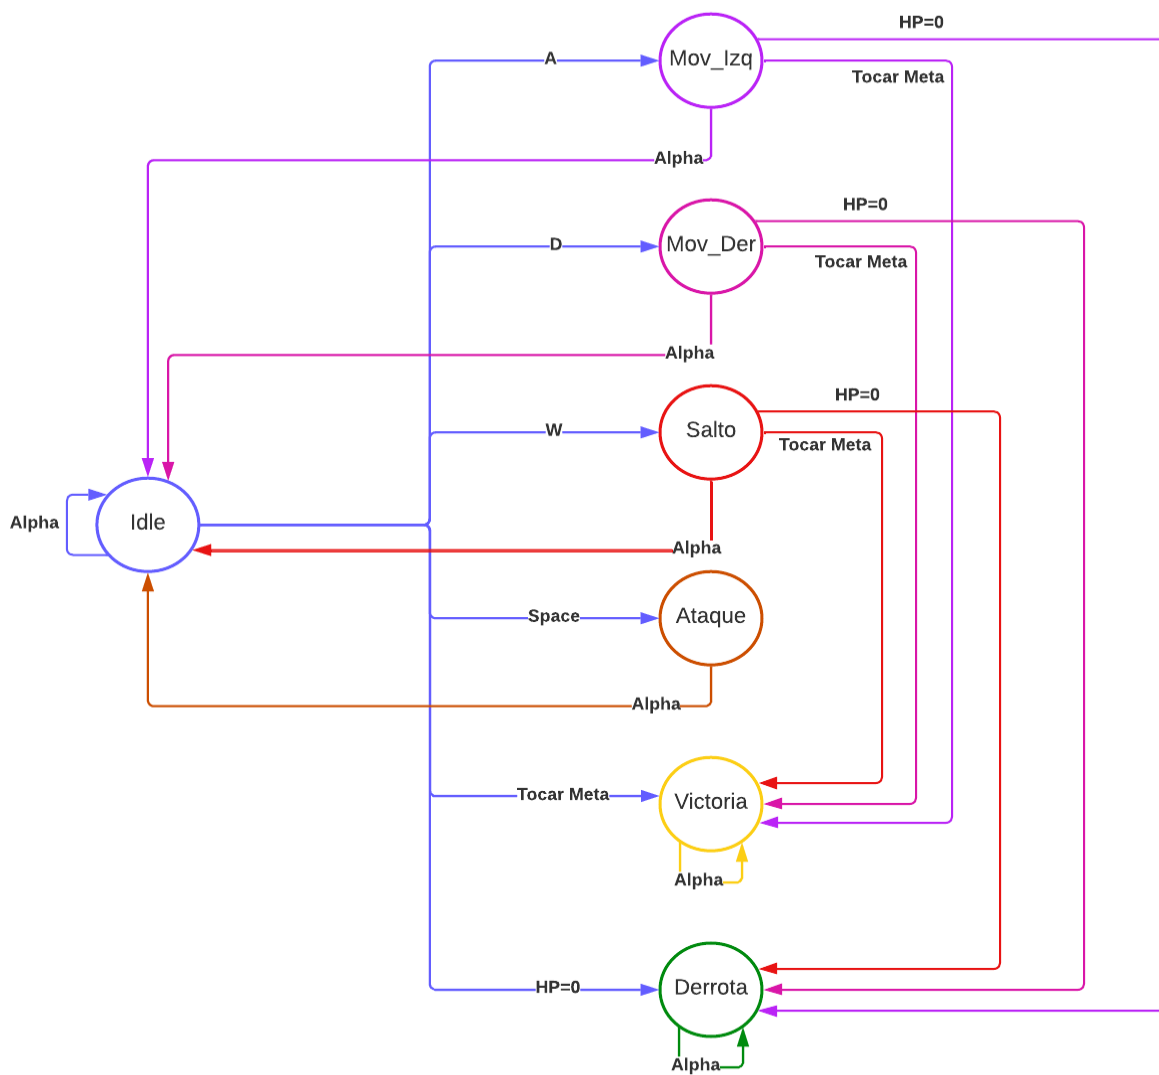 HP=0
A
Mov_Izq
Tocar Meta
Alpha
HP=0
D
Mov_Der
Tocar Meta
Alpha
HP=0
W
Salto
Tocar Meta
Alpha
Idle
Alpha
Space
Ataque
Alpha
Tocar Meta
Victoria
Alpha
HP=0
Derrota
Alpha